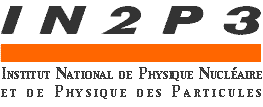 IN2P3
INSTITUT NATIONAL DE PHYSIQUE NUCLÉAIRE
ET DE PHYSIQUE DES PARTICULES